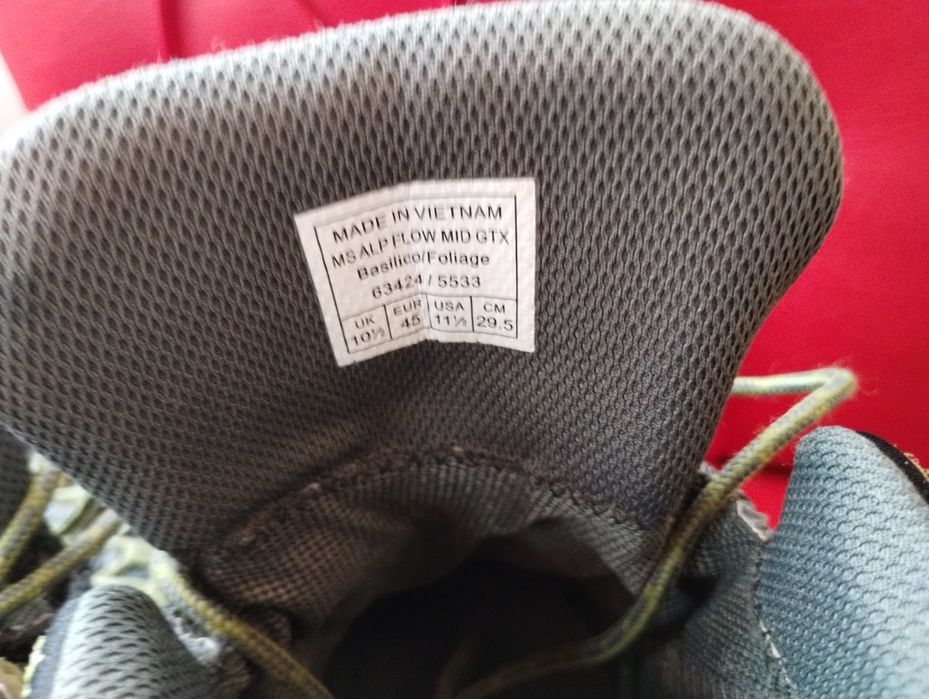 MADE IN VIETNAM
MS ALP FLOW MID GTX
Basilico/Foliage
63424 / 5533
UK EUR USA CM
10½ 45 11½ 29.5